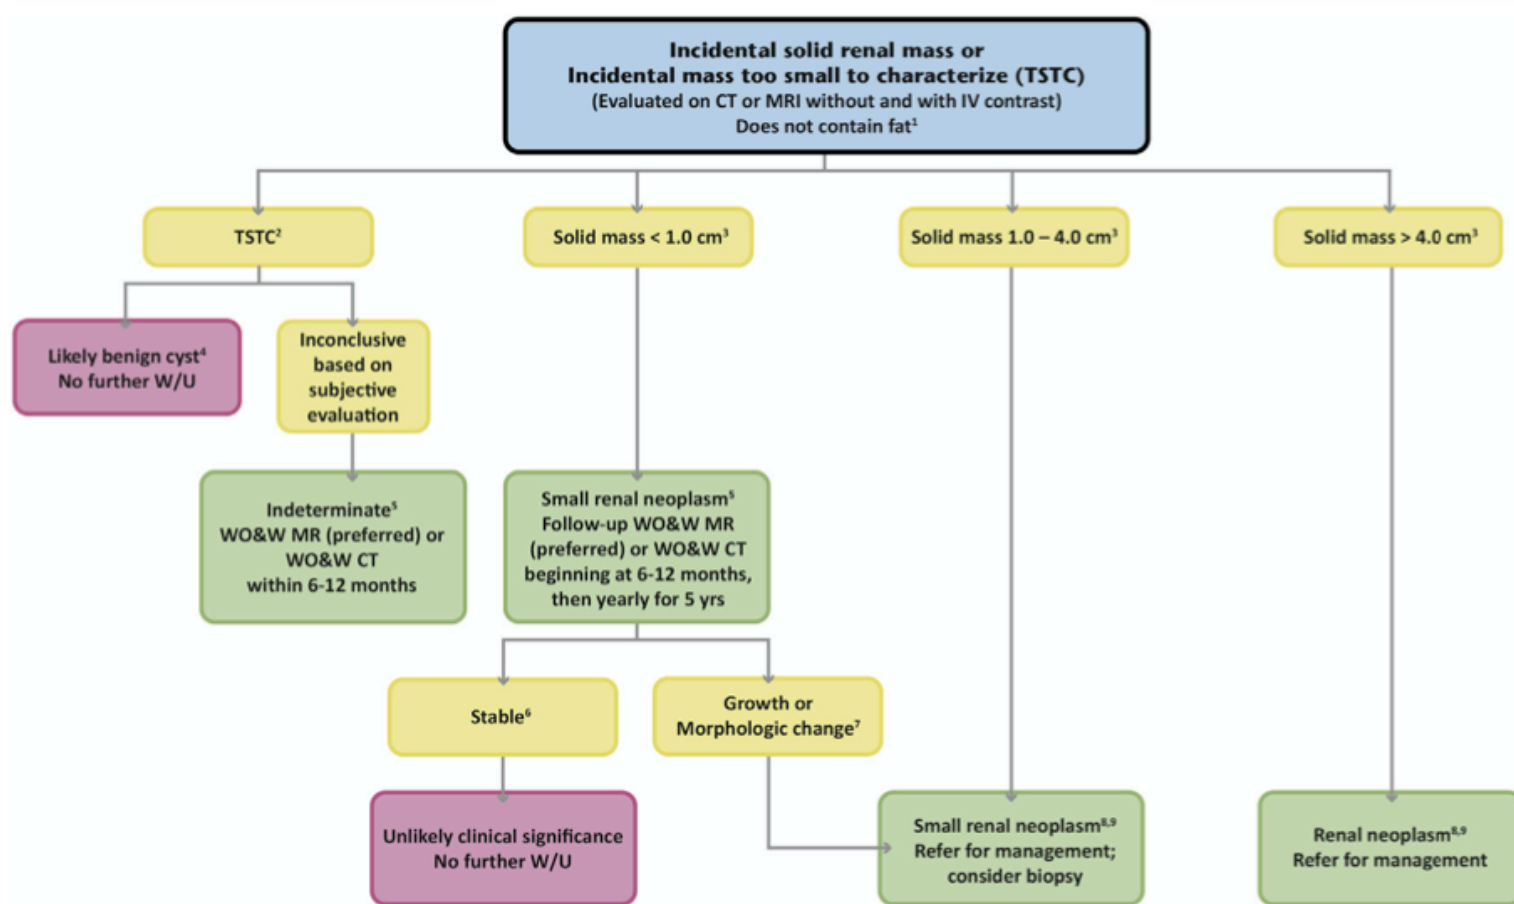 Incidental solid renal mass or
Incidental mass too small to characterize (TSTC)
(Evaluated on CT or MRI without and with IV contrast)
Does not contain fat¹
TSTC²
Solid mass < 1.0 cm³
Solid mass 1.0 – 4.0 cm³
Solid mass > 4.0 cm³
Likely benign cyst⁴
No further W/U
Inconclusive
based on
subjective
evaluation
Indeterminate⁵
WO&W MR (preferred) or
WO&W CT
within 6-12 months
Small renal neoplasm⁵
Follow-up WO&W MR
(preferred) or WO&W CT
beginning at 6-12 months,
then yearly for 5 yrs
Stable⁶
Growth or
Morphologic change⁷
Unlikely clinical significance
No further W/U
Small renal neoplasm⁸,⁹
Refer for management;
consider biopsy
Renal neoplasm⁸,⁹
Refer for management